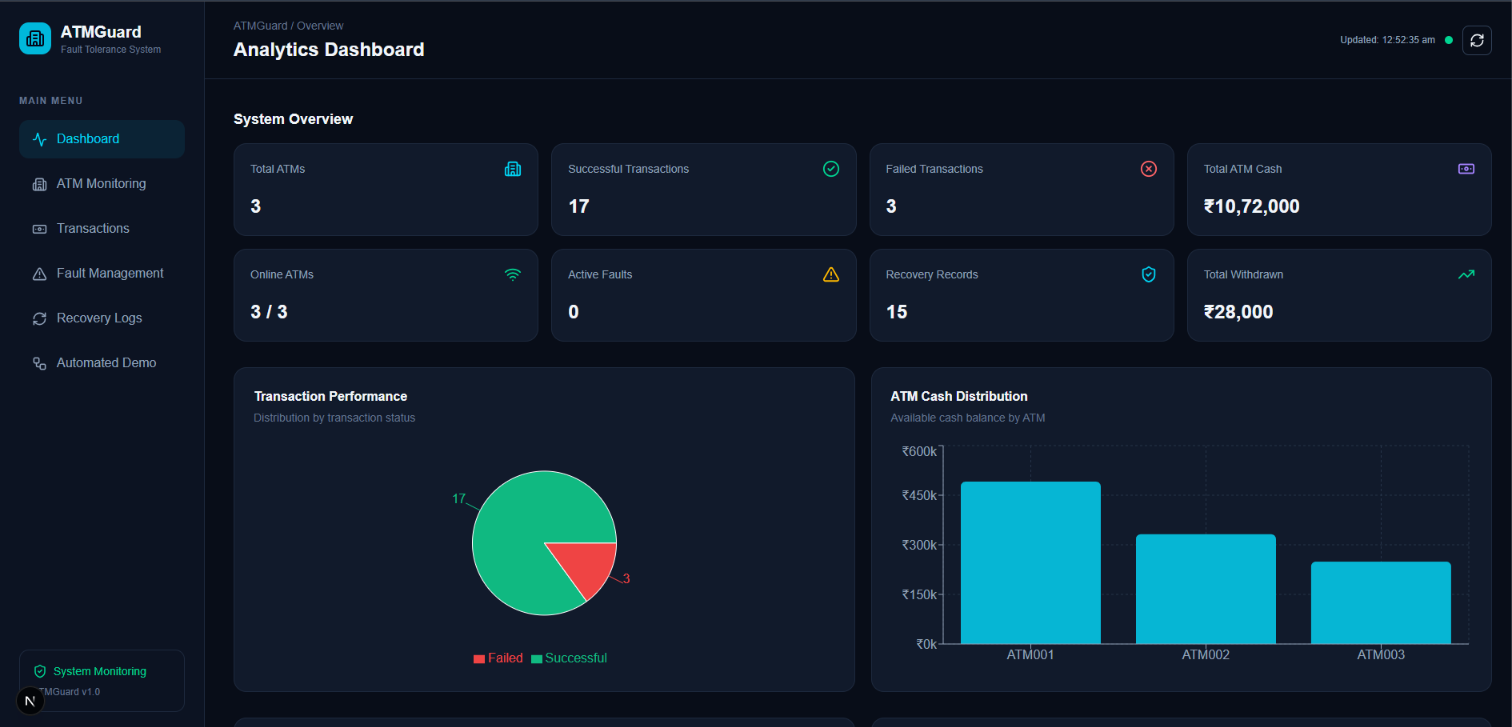 ATMGuard
Fault Tolerance System
MAIN MENU
Dashboard
ATM Monitoring
Transactions
Fault Management
Recovery Logs
Automated Demo
System Monitoring
TMGuard v1.0
N
ATMGuard / Overview
Analytics Dashboard
Updated: 12:52:35 am
System Overview
Total ATMs
3
Successful Transactions
17
Failed Transactions
3
Total ATM Cash
₹10,72,000
Online ATMs
3 / 3
Active Faults
0
Recovery Records
15
Total Withdrawn
₹28,000
Transaction Performance
Distribution by transaction status
17
3
Failed Successful
ATM Cash Distribution
Available cash balance by ATM
₹600k
₹450k
₹300k
₹150k
₹0k
ATM001 ATM002 ATM003